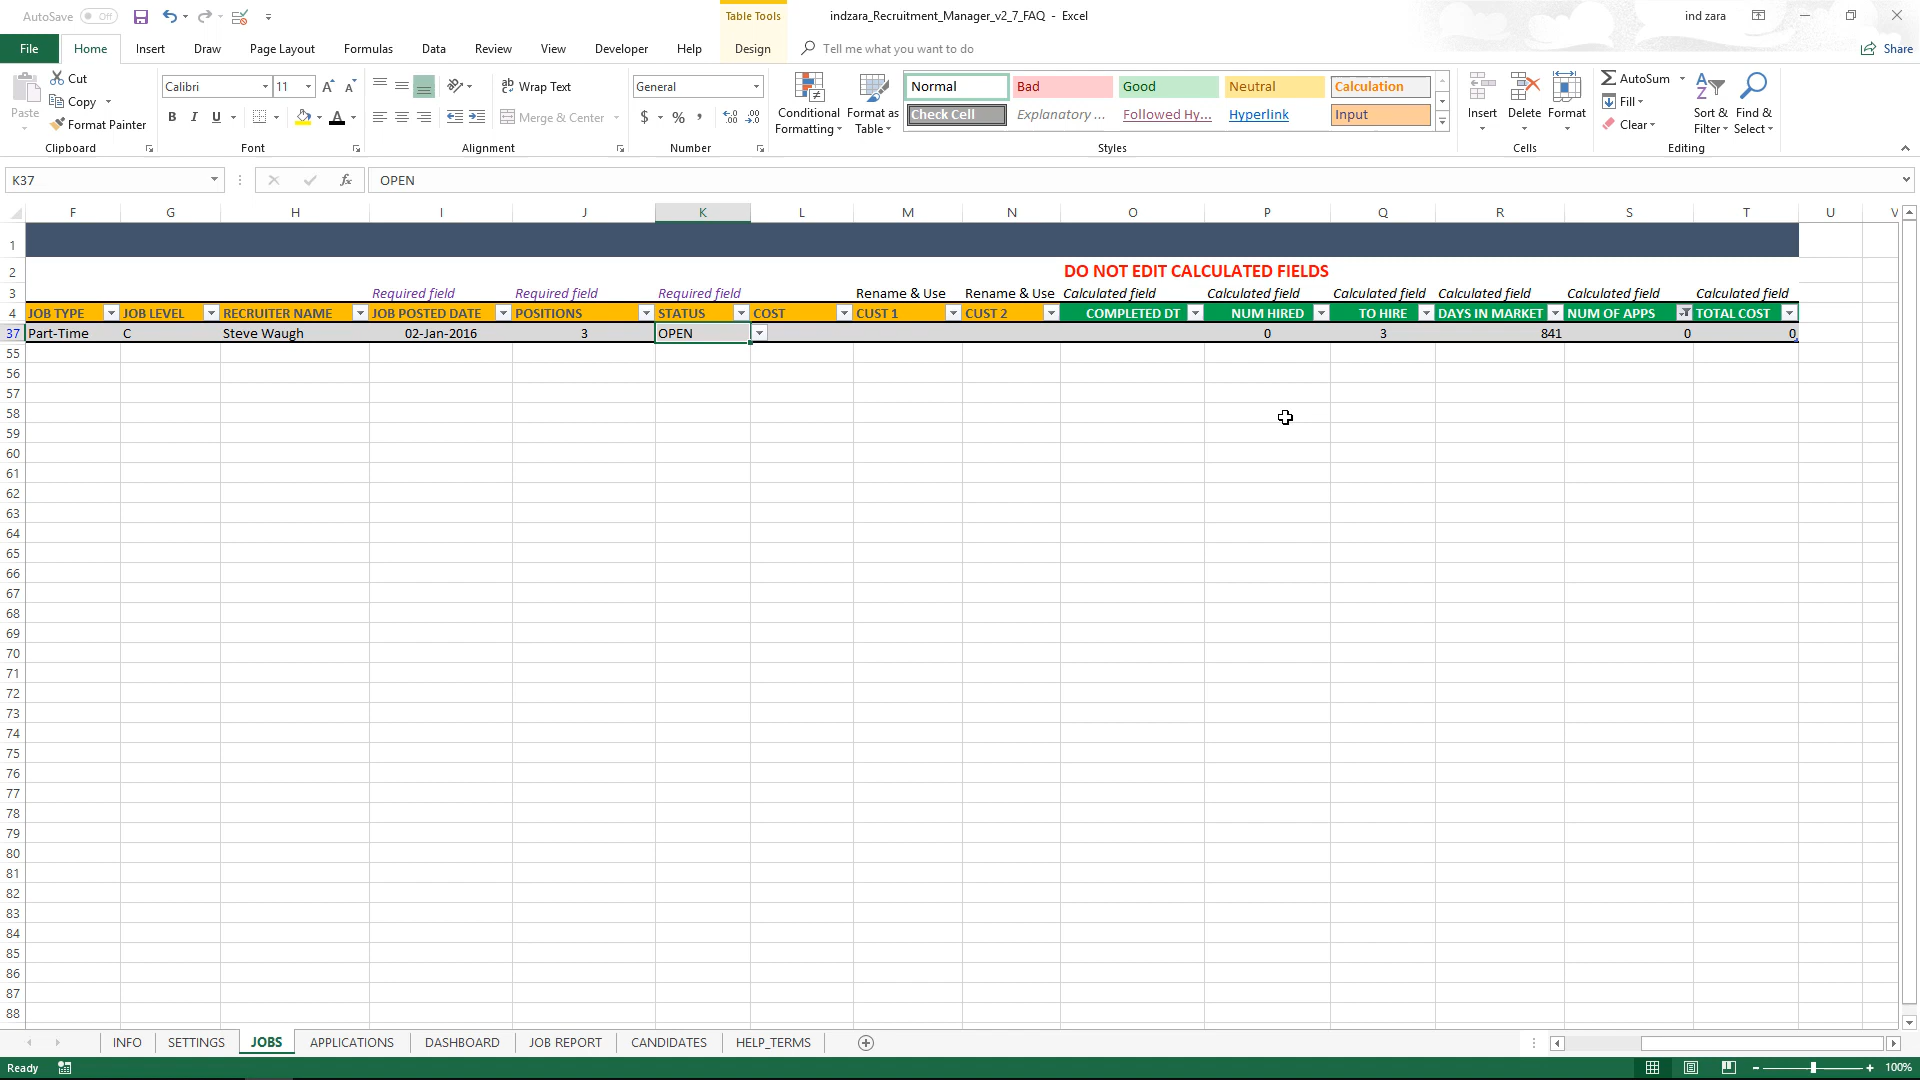 AutoSave Off
indzara_Recruitment_Manager_v2_7_FAQ - Excel
Table Tools
ind zara
File Home Insert Draw Page Layout Formulas Data Review View Developer Help Design Tell me what you want to do Share
Paste Cut Copy Format Painter
Clipboard
Calibri 11
B I U A
Font
Wrap Text
Merge & Center
Alignment
General
$ % ,
Number
Conditional Formatting
Format as Table
Normal Bad Good Neutral Calculation
Check Cell Explanatory ... Followed Hy... Hyperlink Input
Styles
Insert Delete Format
Cells
AutoSum
Fill
Clear
Sort & Filter
Find & Select
Editing
K37 fx OPEN
F G H I J K L M N O P Q R S T U V
1
2 DO NOT EDIT CALCULATED FIELDS
3 Required field Required field Required field Rename & Use Rename & Use Calculated field Calculated field Calculated field Calculated field Calculated field Calculated field
4 JOB TYPE JOB LEVEL RECRUITER NAME JOB POSTED DATE POSITIONS STATUS COST CUST 1 CUST 2 COMPLETED DT NUM HIRED TO HIRE DAYS IN MARKET NUM OF APPS TOTAL COST
37 Part-Time C Steve Waugh 02-Jan-2016 3 OPEN 0 3 841 0 0
55
56
57
58
59
60
61
62
63
64
65
66
67
68
69
70
71
72
73
74
75
76
77
78
79
80
81
82
83
84
85
86
87
88
INFO SETTINGS JOBS APPLICATIONS DASHBOARD JOB REPORT CANDIDATES HELP_TERMS
Ready 100%